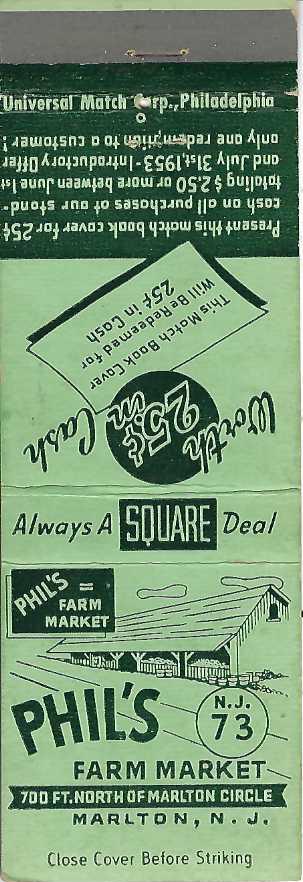 Universal Match Corp., Philadelphia
Present this match book cover for 25¢
cash on all purchases at our stand-
totaling $2.50 or more between June 1st
and July 31st, 1953-Introductory Offer
only one redemption to a customer!
This Match Book Cover
Will Be Redeemed for
25¢ in Cash
Worth 25¢ in Cash
Always A SQUARE Deal
PHIL'S =
FARM
MARKET
PHIL'S
N.J.
73
FARM MARKET
700 FT. NORTH OF MARLTON CIRCLE
MARLTON, N. J.
Close Cover Before Striking